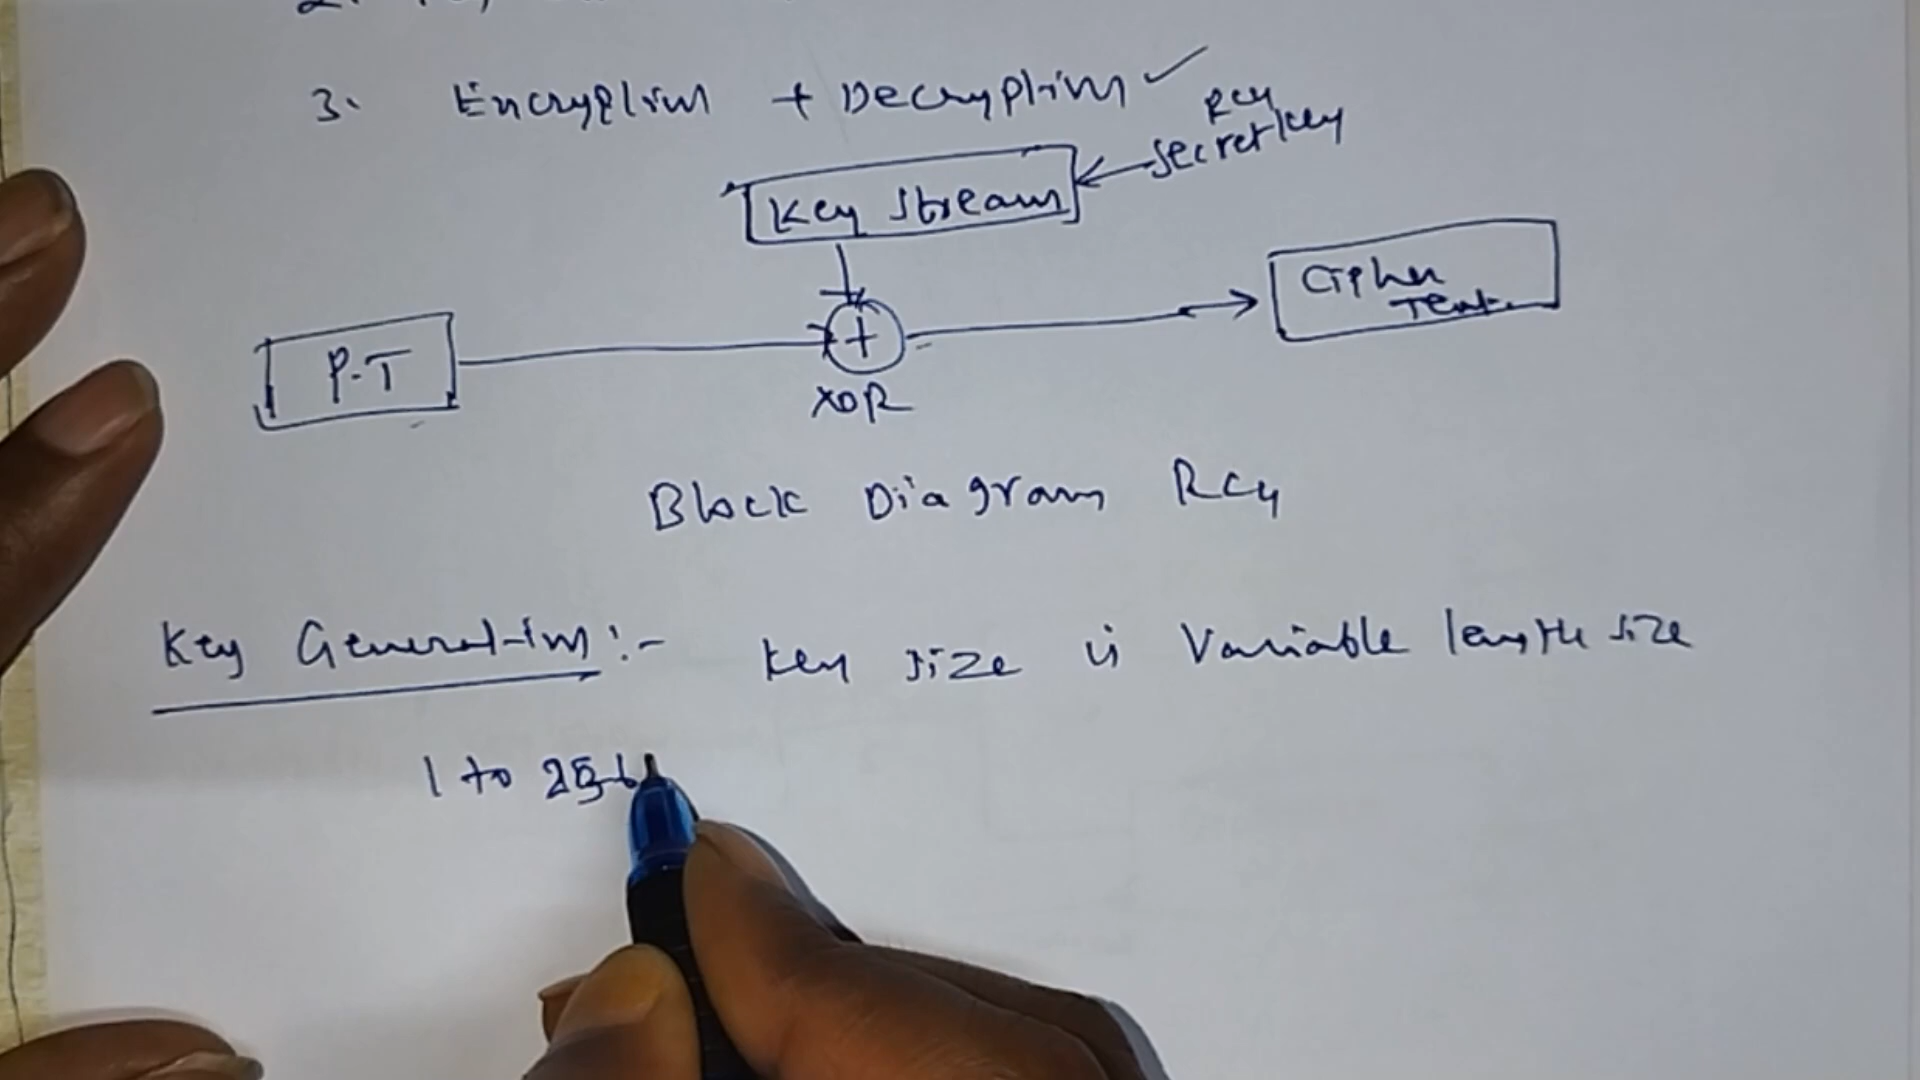 3. Encryption + Decryption ✓
RC4
secret key
Key Stream
Cipher
Text
P.T
+
XOR
Block Diagram RC4
Key Generation :- Key size is Variable length size
1 to 256